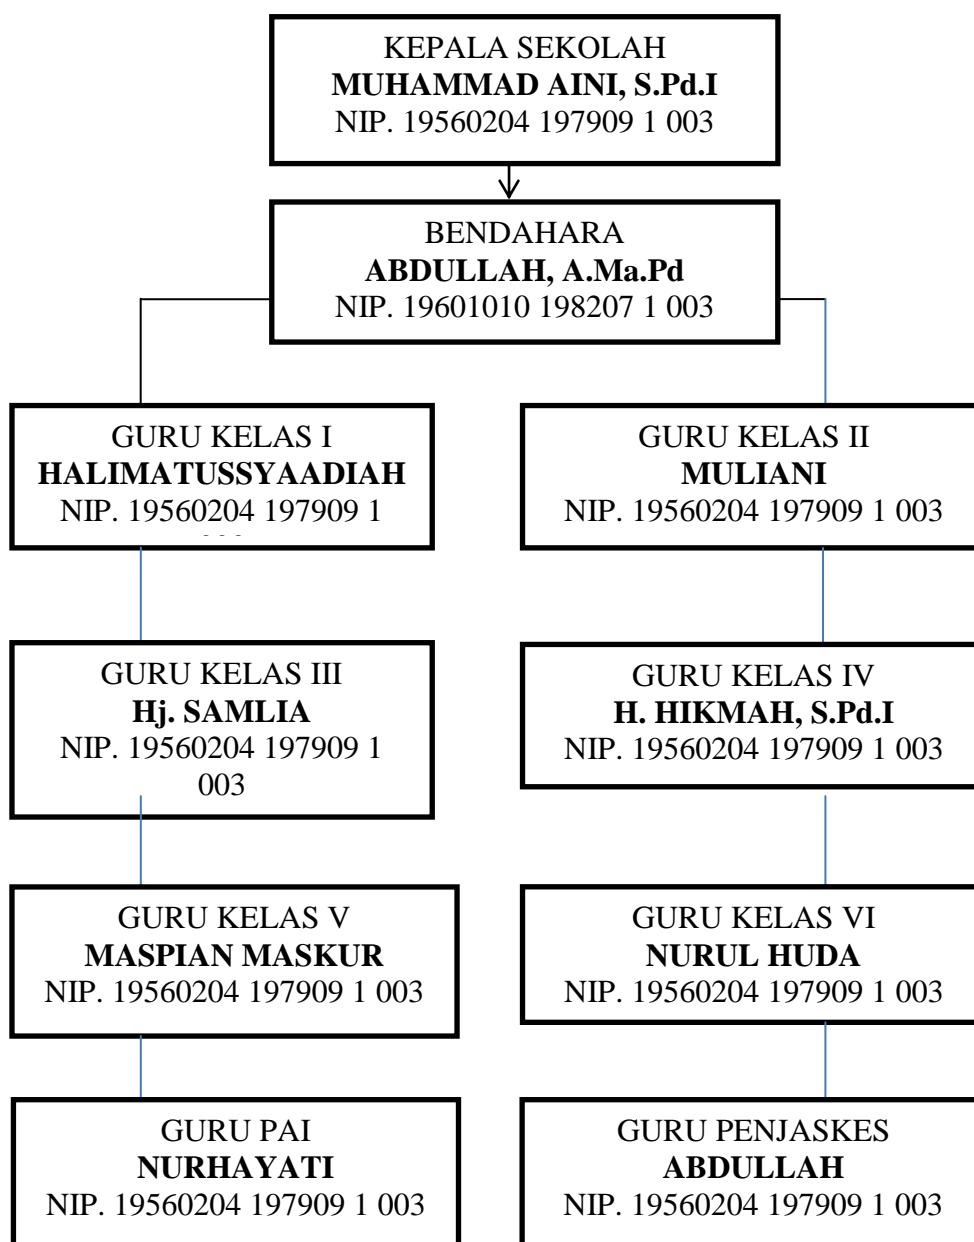 KEPALA SEKOLAH
MUHAMMAD AINI, S.Pd.I
NIP. 19560204 197909 1 003
BENDAHARA
ABDULLAH, A.Ma.Pd
NIP. 19601010 198207 1 003
GURU KELAS I
HALIMATUSSYAADIAH
NIP. 19560204 197909 1
GURU KELAS II
MULIANI
NIP. 19560204 197909 1 003
GURU KELAS III
Hj. SAMLIA
NIP. 19560204 197909 1
003
GURU KELAS IV
H. HIKMAH, S.Pd.I
NIP. 19560204 197909 1 003
GURU KELAS V
MASPIAN MASKUR
NIP. 19560204 197909 1 003
GURU KELAS VI
NURUL HUDA
NIP. 19560204 197909 1 003
GURU PAI
NURHAYATI
NIP. 19560204 197909 1 003
GURU PENJASKES
ABDULLAH
NIP. 19560204 197909 1 003